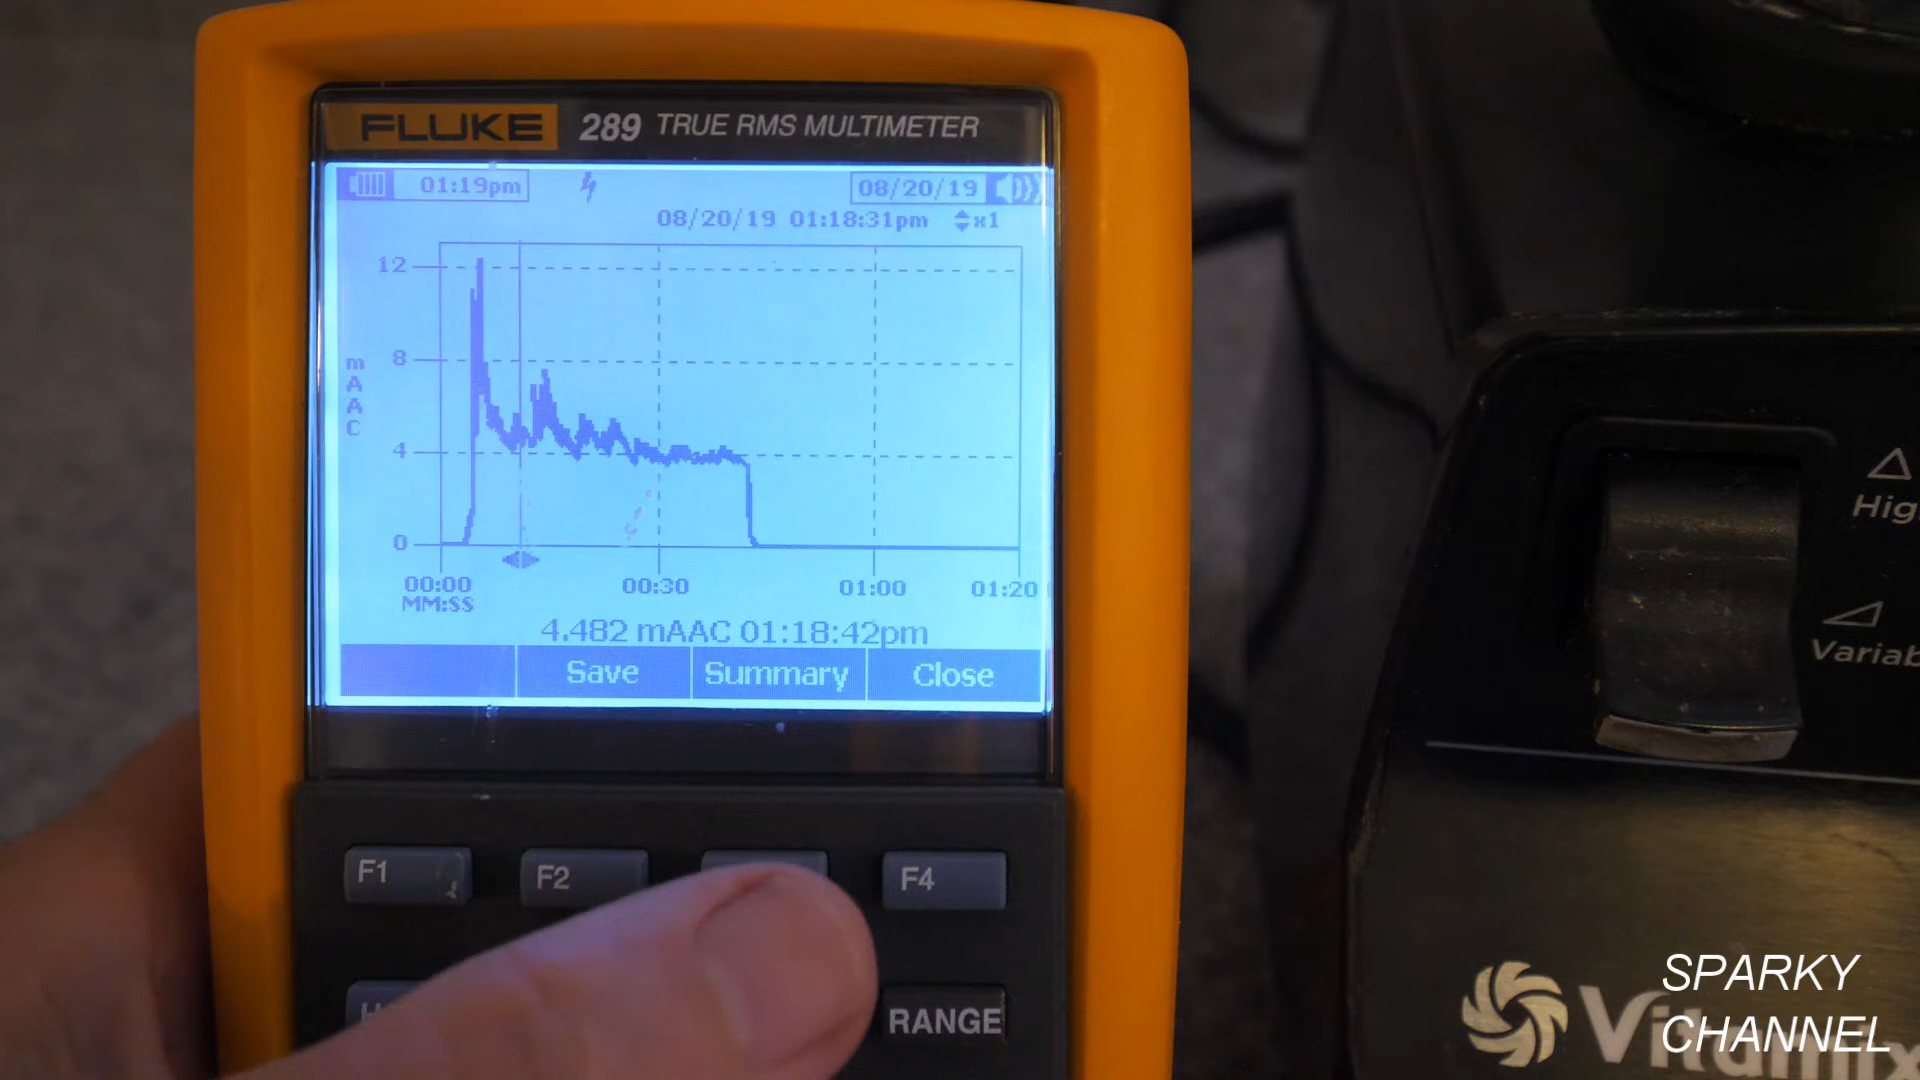 FLUKE 289 TRUE RMS MULTIMETER
01:19pm 08/20/19
08/20/19 01:18:31pm x1
12
8
mAAC
4
0
00:00 00:30 01:00 01:20
MM:SS
4.482 mAAC 01:18:42pm
Save Summary Close
F1 F2 F4
RANGE
Hig
Variab
Vitamix
SPARKY
CHANNEL